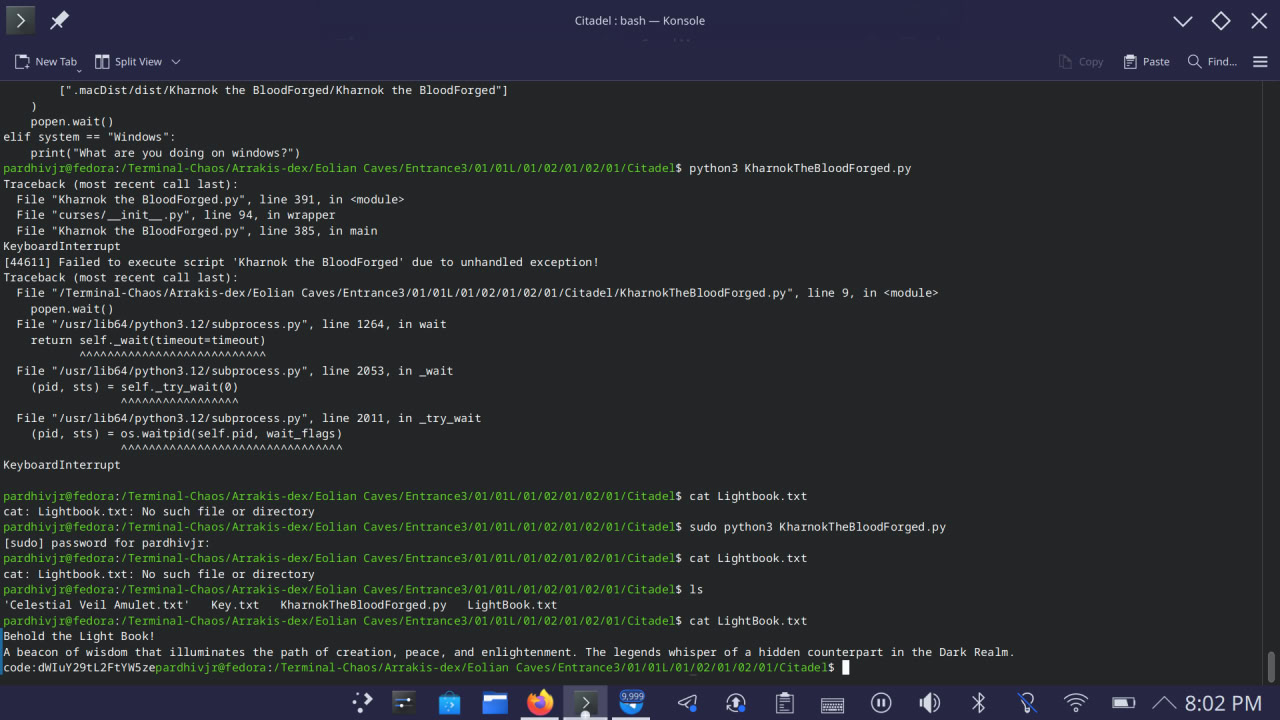 Citadel : bash — Konsole
New Tab Split View Copy Paste Find...
[".macDist/dist/Kharnok the BloodForged/Kharnok the BloodForged"]
)
popen.wait()
elif system == "Windows":
print("What are you doing on windows?")
pardhivjr@fedora:/Terminal-Chaos/Arrakis-dex/Eolian Caves/Entrance3/01/01L/01/02/01/02/01/Citadel$ python3 KharnokTheBloodForged.py
Traceback (most recent call last):
File "Kharnok the BloodForged.py", line 391, in <module>
File "curses/__init__.py", line 94, in wrapper
File "Kharnok the BloodForged.py", line 385, in main
KeyboardInterrupt
[44611] Failed to execute script 'Kharnok the BloodForged' due to unhandled exception!
Traceback (most recent call last):
File "/Terminal-Chaos/Arrakis-dex/Eolian Caves/Entrance3/01/01L/01/02/01/02/01/Citadel/KharnokTheBloodForged.py", line 9, in <module>
popen.wait()
File "/usr/lib64/python3.12/subprocess.py", line 1264, in wait
return self._wait(timeout=timeout)
^^^^^^^^^^^^^^^^^^^^^^^^^^^
File "/usr/lib64/python3.12/subprocess.py", line 2053, in _wait
(pid, sts) = self._try_wait(0)
^^^^^^^^^^^^^^^^^
File "/usr/lib64/python3.12/subprocess.py", line 2011, in _try_wait
(pid, sts) = os.waitpid(self.pid, wait_flags)
^^^^^^^^^^^^^^^^^^^^^^^^^^^^^^^^
KeyboardInterrupt
pardhivjr@fedora:/Terminal-Chaos/Arrakis-dex/Eolian Caves/Entrance3/01/01L/01/02/01/02/01/Citadel$ cat Lightbook.txt
cat: Lightbook.txt: No such file or directory
pardhivjr@fedora:/Terminal-Chaos/Arrakis-dex/Eolian Caves/Entrance3/01/01L/01/02/01/02/01/Citadel$ sudo python3 KharnokTheBloodForged.py
[sudo] password for pardhivjr:
pardhivjr@fedora:/Terminal-Chaos/Arrakis-dex/Eolian Caves/Entrance3/01/01L/01/02/01/02/01/Citadel$ cat Lightbook.txt
cat: Lightbook.txt: No such file or directory
pardhivjr@fedora:/Terminal-Chaos/Arrakis-dex/Eolian Caves/Entrance3/01/01L/01/02/01/02/01/Citadel$ ls
'Celestial Veil Amulet.txt' Key.txt KharnokTheBloodForged.py LightBook.txt
pardhivjr@fedora:/Terminal-Chaos/Arrakis-dex/Eolian Caves/Entrance3/01/01L/01/02/01/02/01/Citadel$ cat LightBook.txt
Behold the Light Book!
A beacon of wisdom that illuminates the path of creation, peace, and enlightenment. The legends whisper of a hidden counterpart in the Dark Realm.
code:dWIuY29tL2FtYW5zepardhivjr@fedora:/Terminal-Chaos/Arrakis-dex/Eolian Caves/Entrance3/01/01L/01/02/01/02/01/Citadel$
9,999
8:02 PM